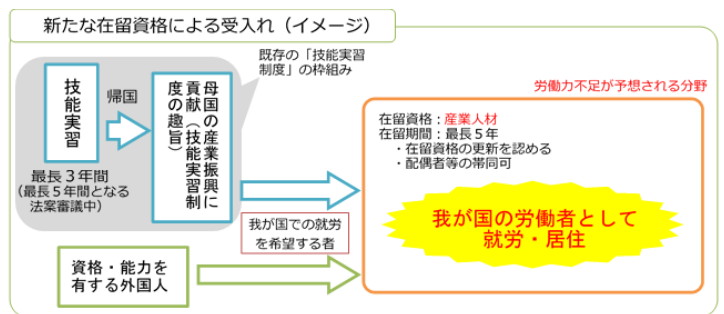 新たな在留資格による受入れ（イメージ）
既存の「技能実習
制度」の枠組み
技能実習
帰国
母国の産業振興に
貢献（技能実習制
度の趣旨）
最長３年間
（最長５年間となる
法案審議中）
我が国での就労
を希望する者
資格・能力を
有する外国人
労働力不足が予想される分野
在留資格：産業人材
在留期間：最長５年
・在留資格の更新を認める
・配偶者等の帯同可
我が国の労働者として
就労・居住